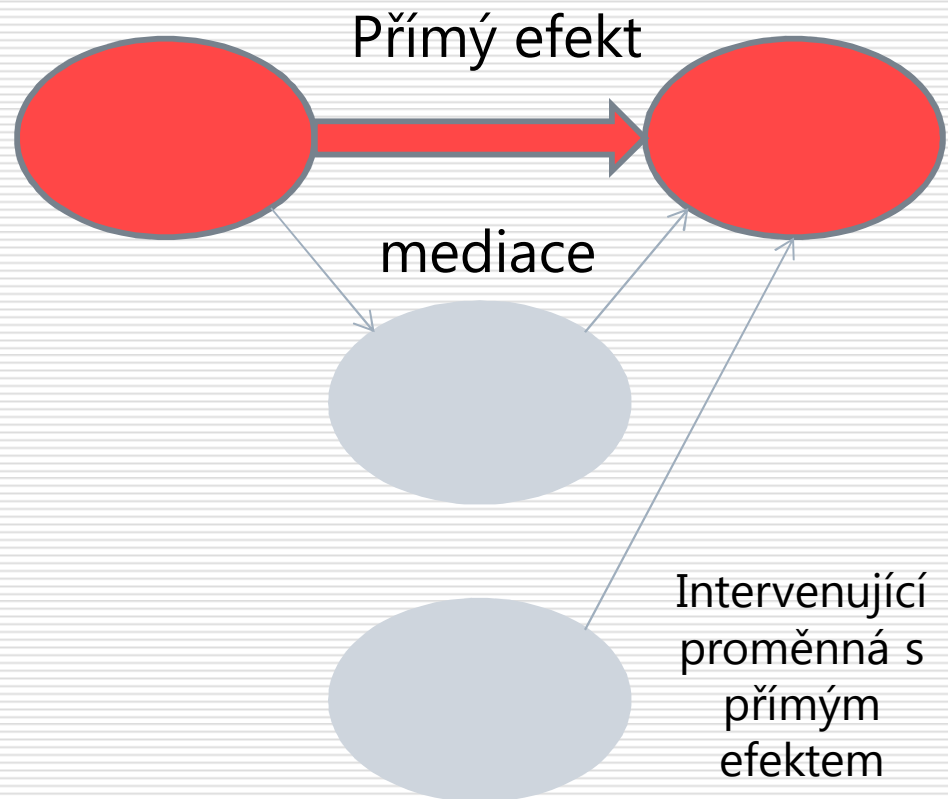 Přímý efekt
mediace
Intervenující
proměnná s
přímým
efektem